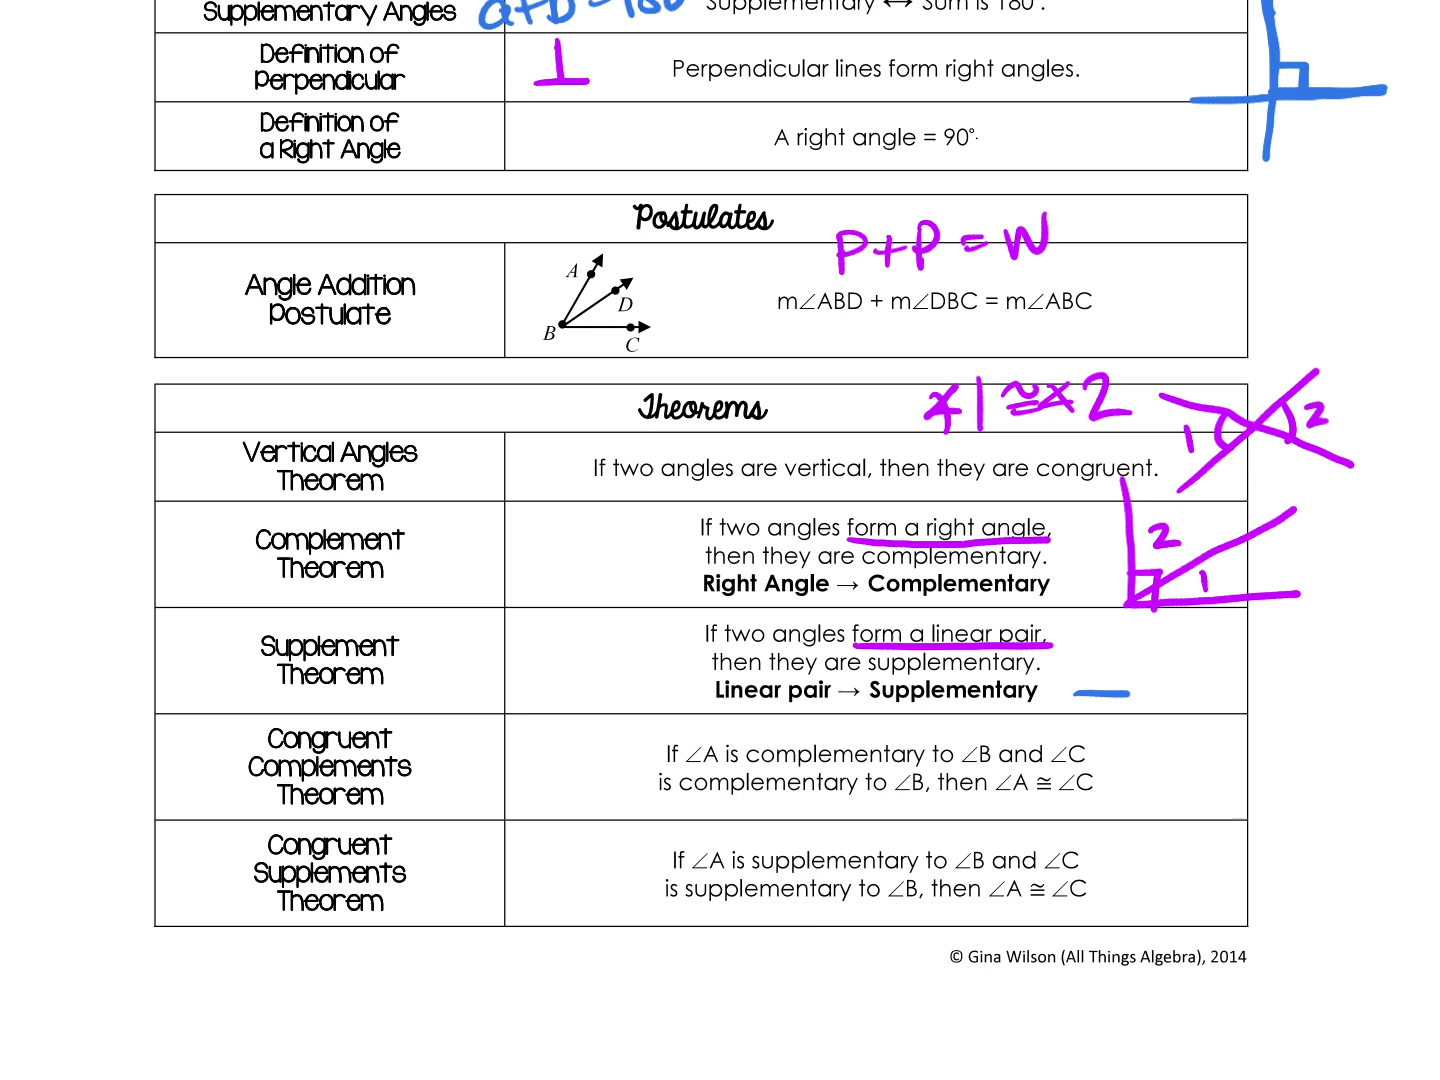 Supplementary Angles
a+b=180
Supplementary ↔ Sum is 180°.
Definition of
Perpendicular
⊥
Perpendicular lines form right angles.
Definition of
a Right Angle
A right angle = 90°.
Postulates
P+P=W
Angle Addition
Postulate
A
D
B
C
m∠ABD + m∠DBC = m∠ABC
Theorems
∡1≅∡2
1
2
Vertical Angles
Theorem
If two angles are vertical, then they are congruent.
Complement
Theorem
If two angles form a right angle,
then they are complementary.
Right Angle → Complementary
2
1
Supplement
Theorem
If two angles form a linear pair,
then they are supplementary.
Linear pair → Supplementary
Congruent
Complements
Theorem
If ∠A is complementary to ∠B and ∠C
is complementary to ∠B, then ∠A ≅ ∠C
Congruent
Supplements
Theorem
If ∠A is supplementary to ∠B and ∠C
is supplementary to ∠B, then ∠A ≅ ∠C
© Gina Wilson (All Things Algebra), 2014